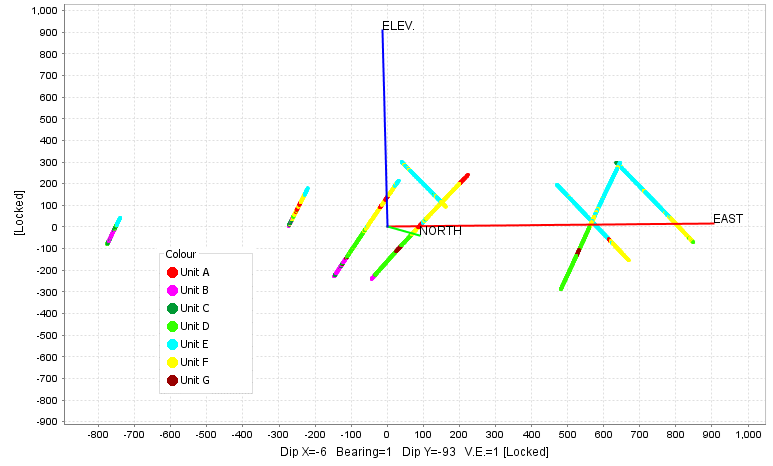 1,000
900
800
700
600
500
400
300
200
100
0
-100
-200
-300
-400
-500
-600
-700
-800
-900
[Locked]
ELEV.
EAST
NORTH
Colour
Unit A
Unit B
Unit C
Unit D
Unit E
Unit F
Unit G
-800 -700 -600 -500 -400 -300 -200 -100 0 100 200 300 400 500 600 700 800 900 1,000
Dip X=-6 Bearing=1 Dip Y=-93 V.E.=1 [Locked]